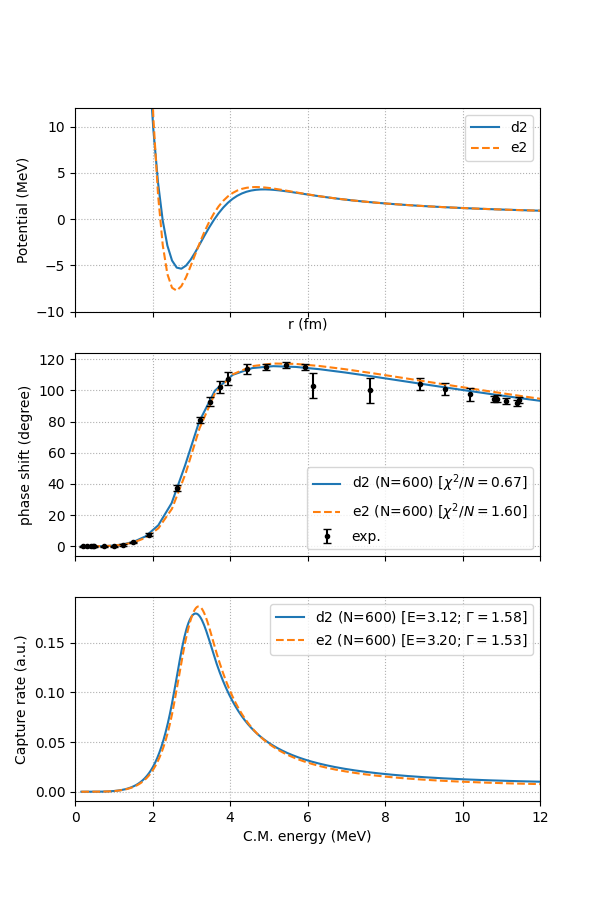 10
5
0
−5
−10
Potential (MeV)
d2
e2
r (fm)
120
100
80
60
40
20
0
phase shift (degree)
d2 (N=600) [χ²/N = 0.67]
e2 (N=600) [χ²/N = 1.60]
exp.
0.15
0.10
0.05
0.00
Capture rate (a.u.)
d2 (N=600) [E=3.12; Γ = 1.58]
e2 (N=600) [E=3.20; Γ = 1.53]
0 2 4 6 8 10 12
C.M. energy (MeV)